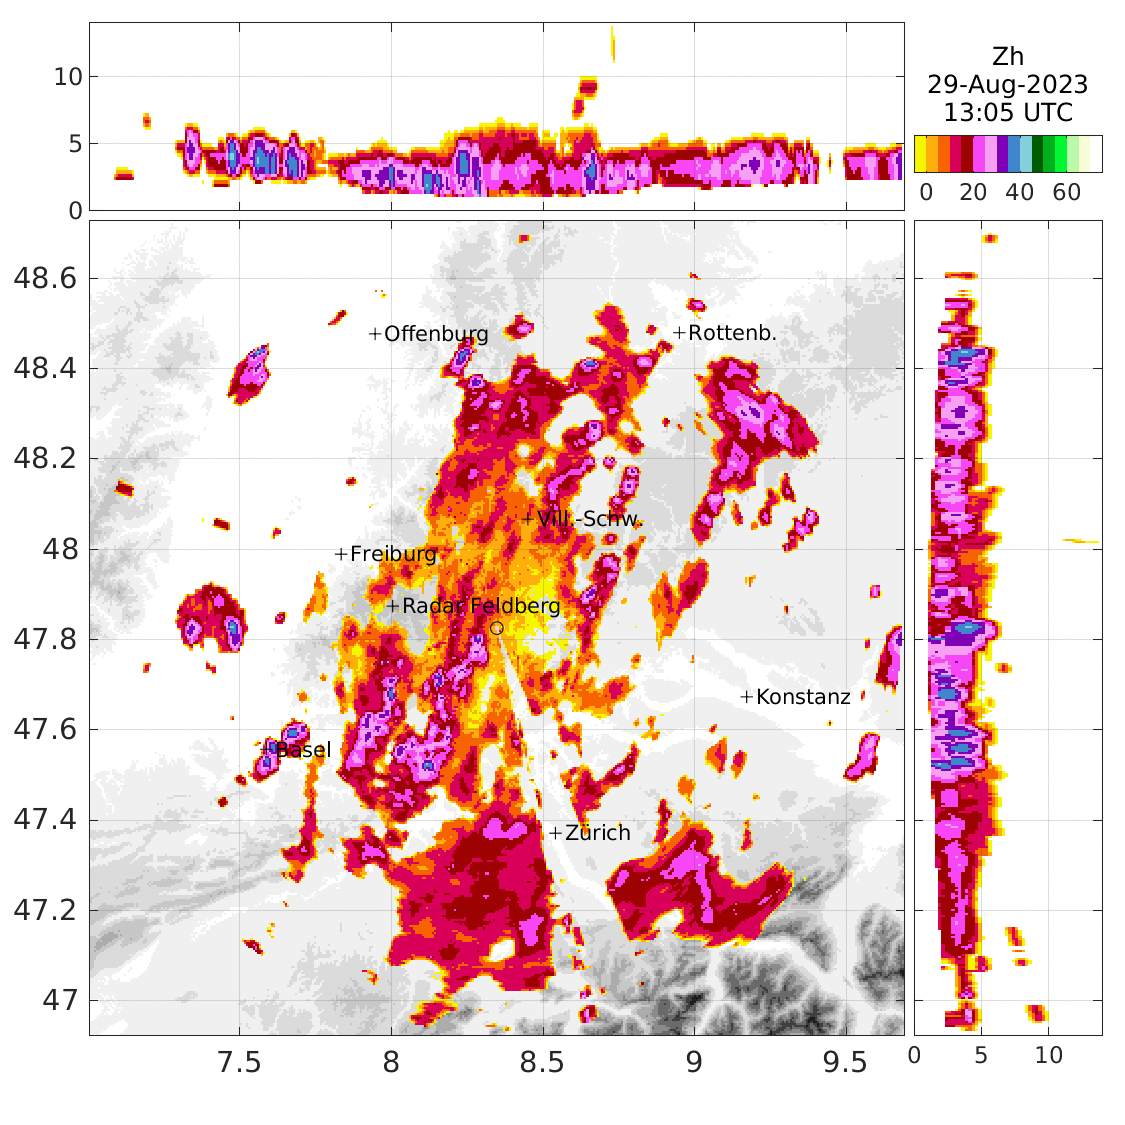 10
5
0
Zh
29-Aug-2023
13:05 UTC
0 20 40 60
48.6
48.4
48.2
48
47.8
47.6
47.4
47.2
47
+Offenburg
+Rottenb.
+Vill.-Schw.
+Freiburg
+Radar Feldberg
+Konstanz
+Basel
+Zürich
7.5 8 8.5 9 9.5
0 5 10